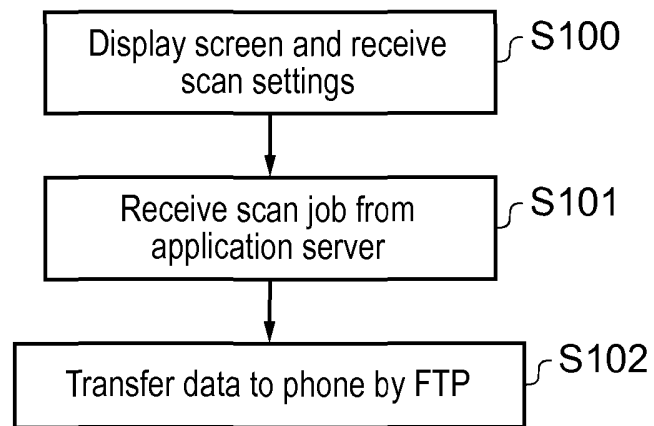 Display screen and receive
scan settings
S100
Receive scan job from
application server
S101
Transfer data to phone by FTP
S102